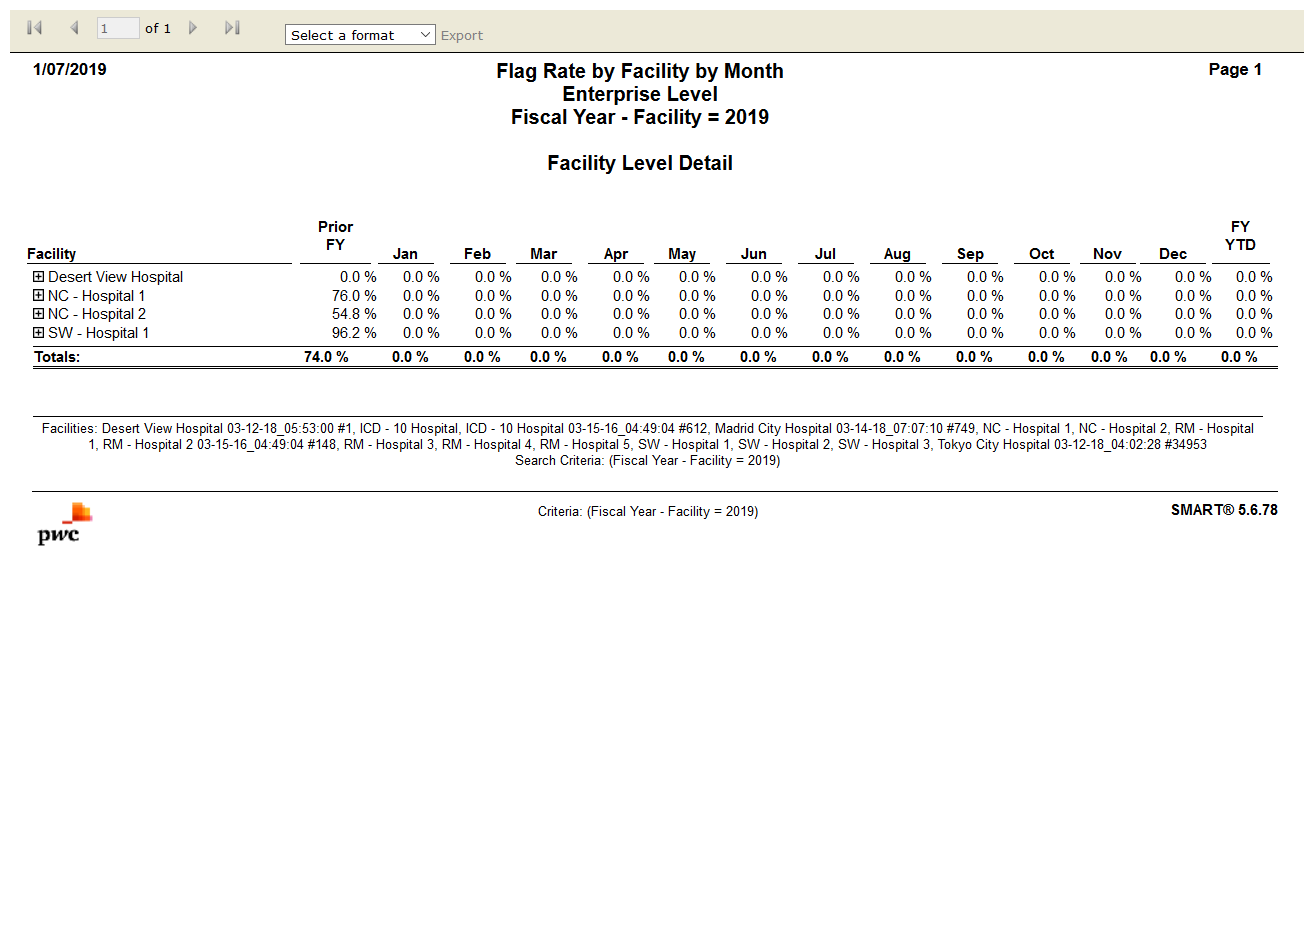 1 of 1 Select a format Export
1/07/2019 Flag Rate by Facility by Month Page 1
Enterprise Level
Fiscal Year - Facility = 2019
Facility Level Detail
Prior FY
FY YTD
Facility Jan Feb Mar Apr May Jun Jul Aug Sep Oct Nov Dec
Desert View Hospital 0.0 % 0.0 % 0.0 % 0.0 % 0.0 % 0.0 % 0.0 % 0.0 % 0.0 % 0.0 % 0.0 % 0.0 % 0.0 % 0.0 %
NC - Hospital 1 76.0 % 0.0 % 0.0 % 0.0 % 0.0 % 0.0 % 0.0 % 0.0 % 0.0 % 0.0 % 0.0 % 0.0 % 0.0 % 0.0 %
NC - Hospital 2 54.8 % 0.0 % 0.0 % 0.0 % 0.0 % 0.0 % 0.0 % 0.0 % 0.0 % 0.0 % 0.0 % 0.0 % 0.0 % 0.0 %
SW - Hospital 1 96.2 % 0.0 % 0.0 % 0.0 % 0.0 % 0.0 % 0.0 % 0.0 % 0.0 % 0.0 % 0.0 % 0.0 % 0.0 % 0.0 %
Totals: 74.0 % 0.0 % 0.0 % 0.0 % 0.0 % 0.0 % 0.0 % 0.0 % 0.0 % 0.0 % 0.0 % 0.0 % 0.0 % 0.0 %
Facilities: Desert View Hospital 03-12-18_05:53:00 #1, ICD - 10 Hospital, ICD - 10 Hospital 03-15-16_04:49:04 #612, Madrid City Hospital 03-14-18_07:07:10 #749, NC - Hospital 1, NC - Hospital 2, RM - Hospital
1, RM - Hospital 2 03-15-16_04:49:04 #148, RM - Hospital 3, RM - Hospital 4, RM - Hospital 5, SW - Hospital 1, SW - Hospital 2, SW - Hospital 3, Tokyo City Hospital 03-12-18_04:02:28 #34953
Search Criteria: (Fiscal Year - Facility = 2019)
pwc Criteria: (Fiscal Year - Facility = 2019) SMART® 5.6.78